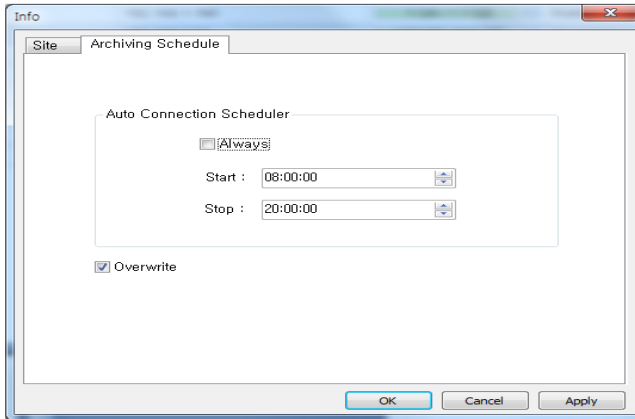 Info
Site Archiving Schedule
Auto Connection Scheduler
Always
Start : 08:00:00
Stop : 20:00:00
Overwrite
OK Cancel Apply